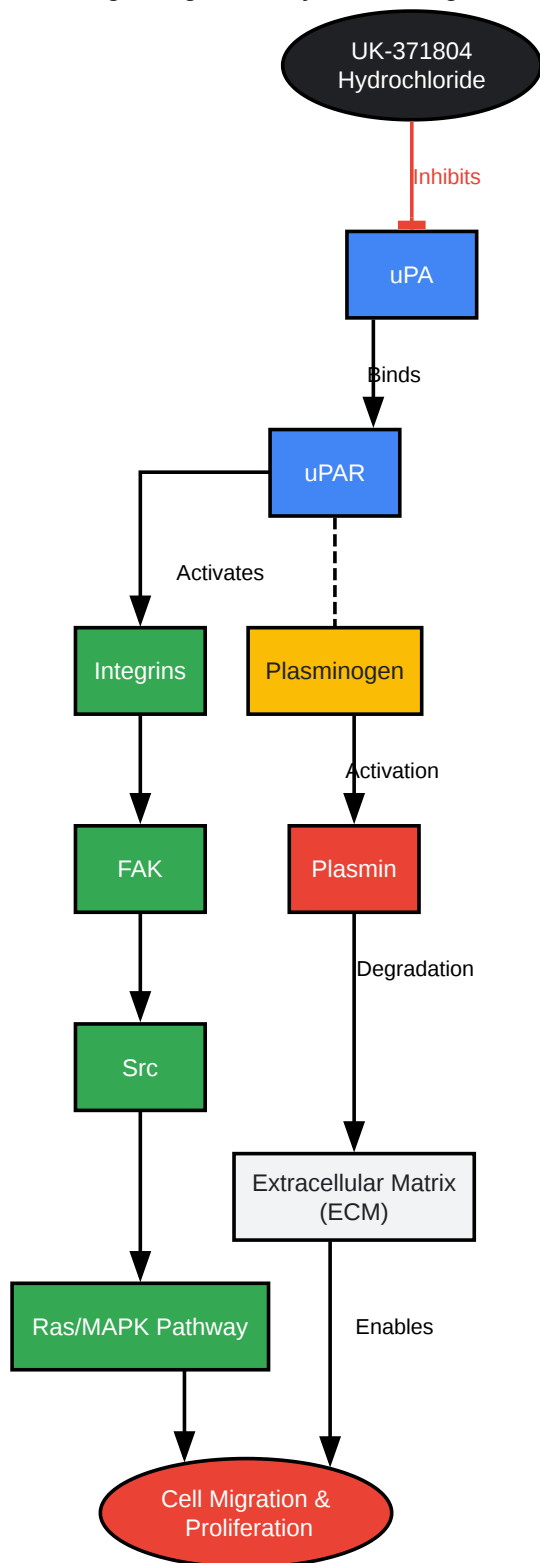 UK-371804
Hydrochloride
Inhibits
uPA
Binds
uPAR
Activates
Integrins
Plasminogen
Activation
FAK
Plasmin
Degradation
Src
Extracellular Matrix
(ECM)
Ras/MAPK Pathway
Enables
Cell Migration &
Proliferation